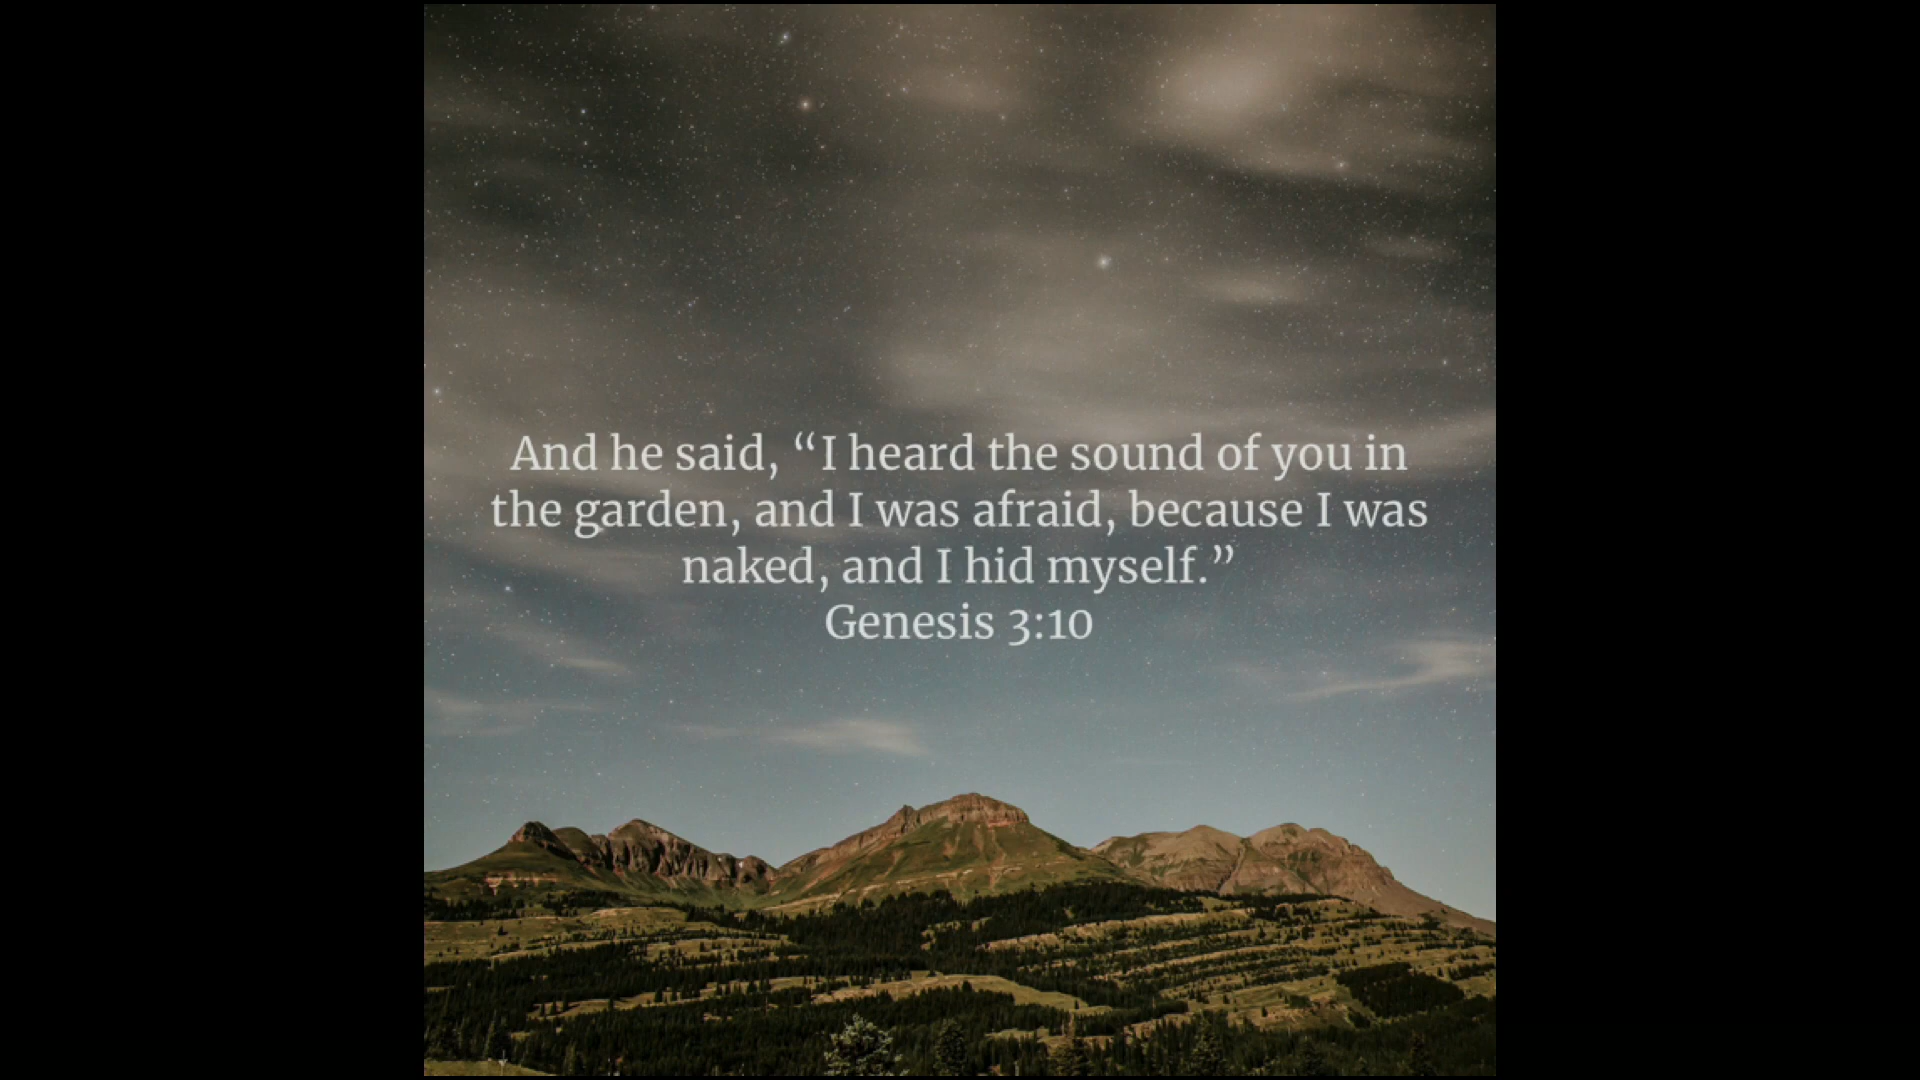 And he said, “I heard the sound of you in
the garden, and I was afraid, because I was
naked, and I hid myself.”
Genesis 3:10